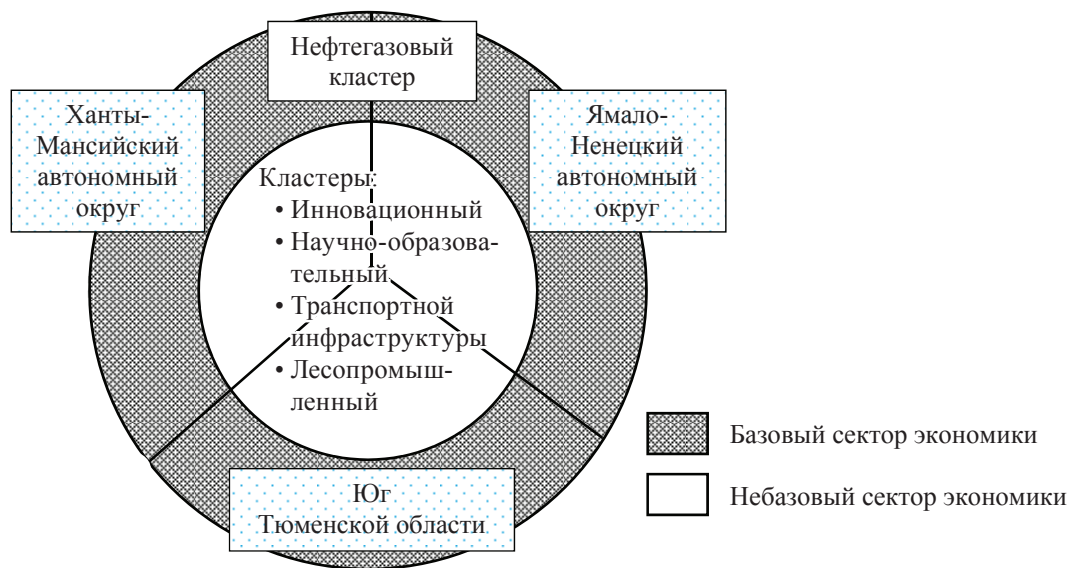 Нефтегазовый
кластер
Ханты-
Мансийский
автономный
округ
Ямало-
Ненецкий
автономный
округ
Кластеры:
• Инновационный
• Научно-образова-
тельный
• Транспортной
инфраструктуры
• Лесопромыш-
ленный
Юг
Тюменской области
Базовый сектор экономики
Небазовый сектор экономики